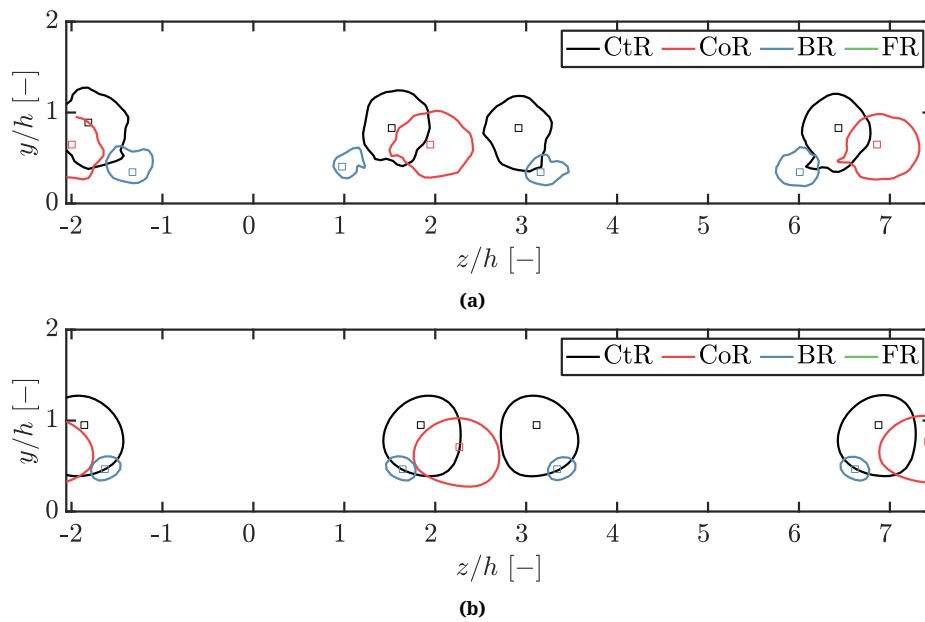 2
CtR CoR BR FR
y/h [−]
1
0
-2 -1 0 1 2 3 4 5 6 7
z/h [−]
(a)
2
CtR CoR BR FR
y/h [−]
1
0
-2 -1 0 1 2 3 4 5 6 7
z/h [−]
(b)